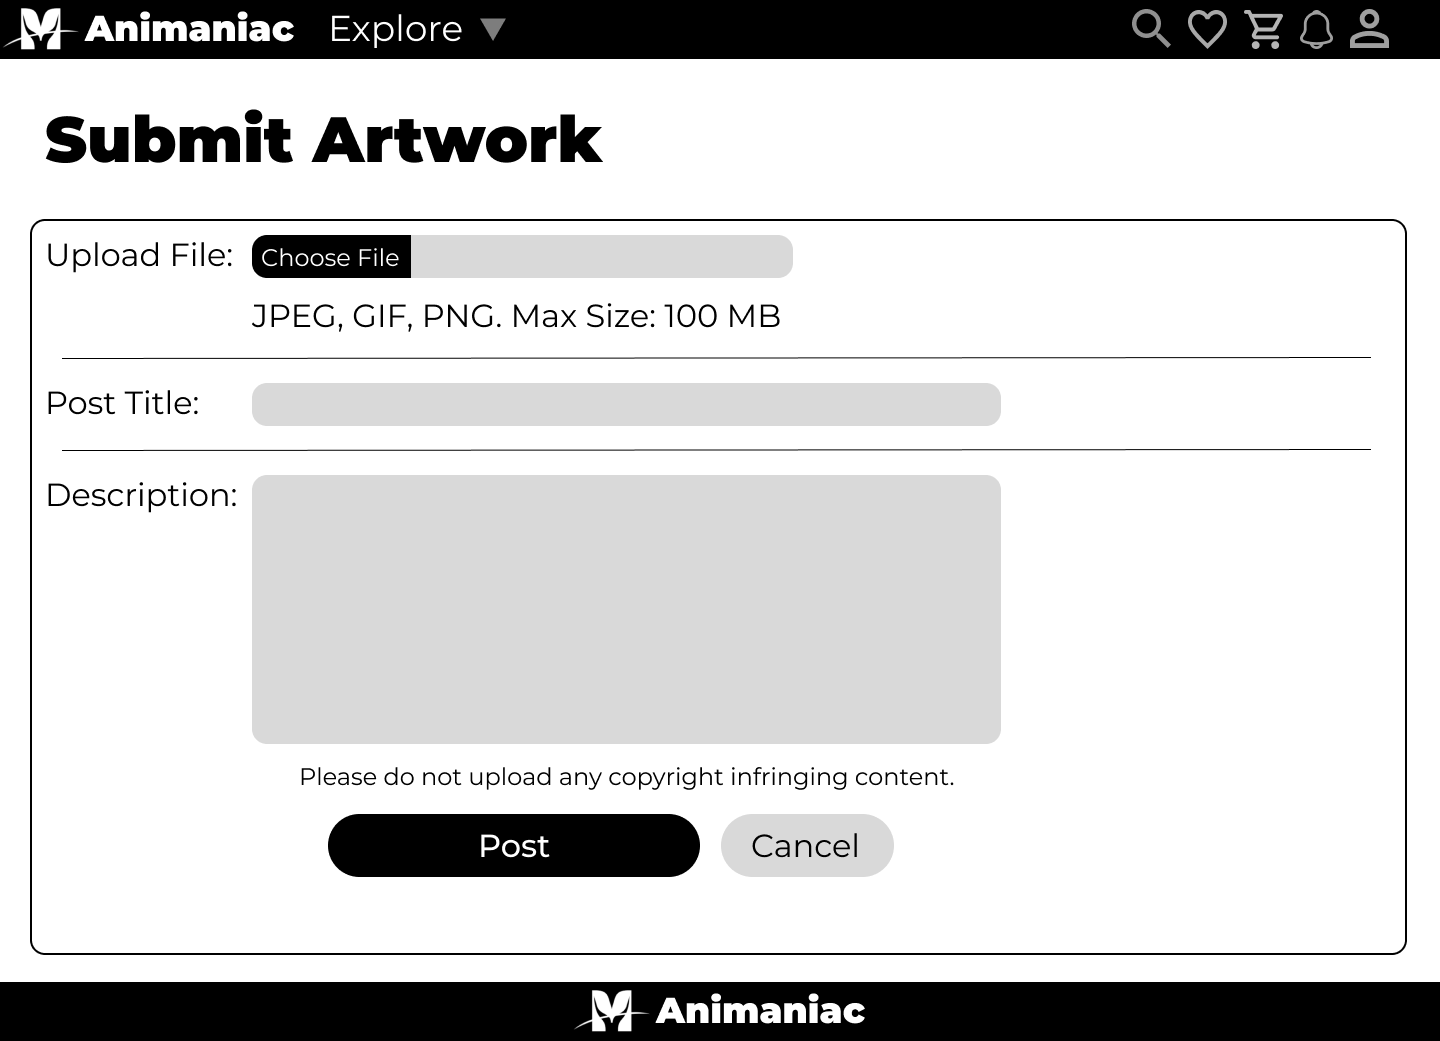 Animaniac Explore
Submit Artwork
Upload File: Choose File
JPEG, GIF, PNG. Max Size: 100 MB
Post Title:
Description:
Please do not upload any copyright infringing content.
Post Cancel
Animaniac